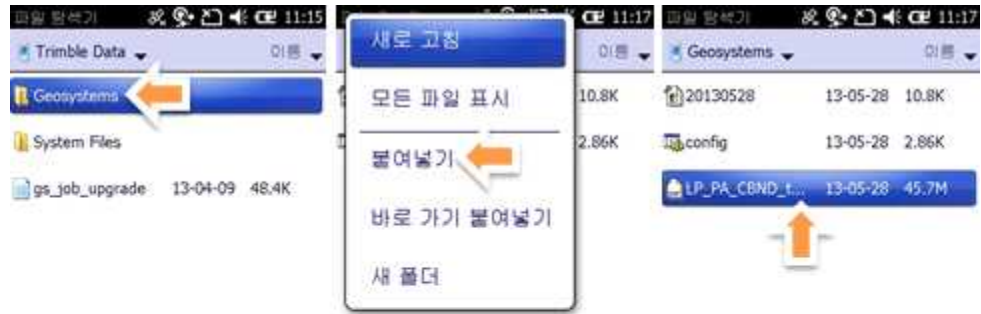 파일 탐색기 11:15
Trimble Data 이름
Geosystems
System Files
gs_job_upgrade 13-04-09 48.4K
11:17
이름
10.8K
2.86K
새로 고침
모든 파일 표시
붙여넣기
바로 가기 붙여넣기
새 폴더
파일 탐색기 11:17
Geosystems 이름
20130528 13-05-28 10.8K
config 13-05-28 2.86K
LP_PA_CBND_t... 13-05-28 45.7M